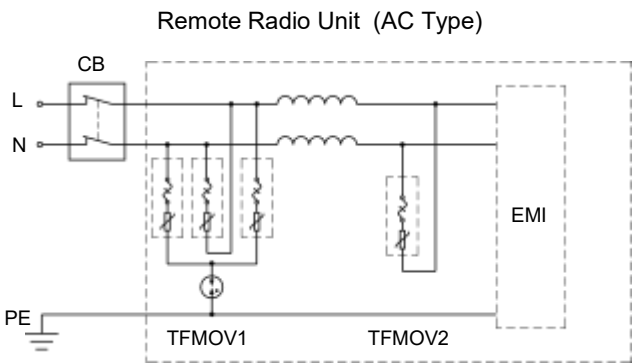 Remote Radio Unit (AC Type)
CB
L
N
EMI
PE
TFMOV1
TFMOV2